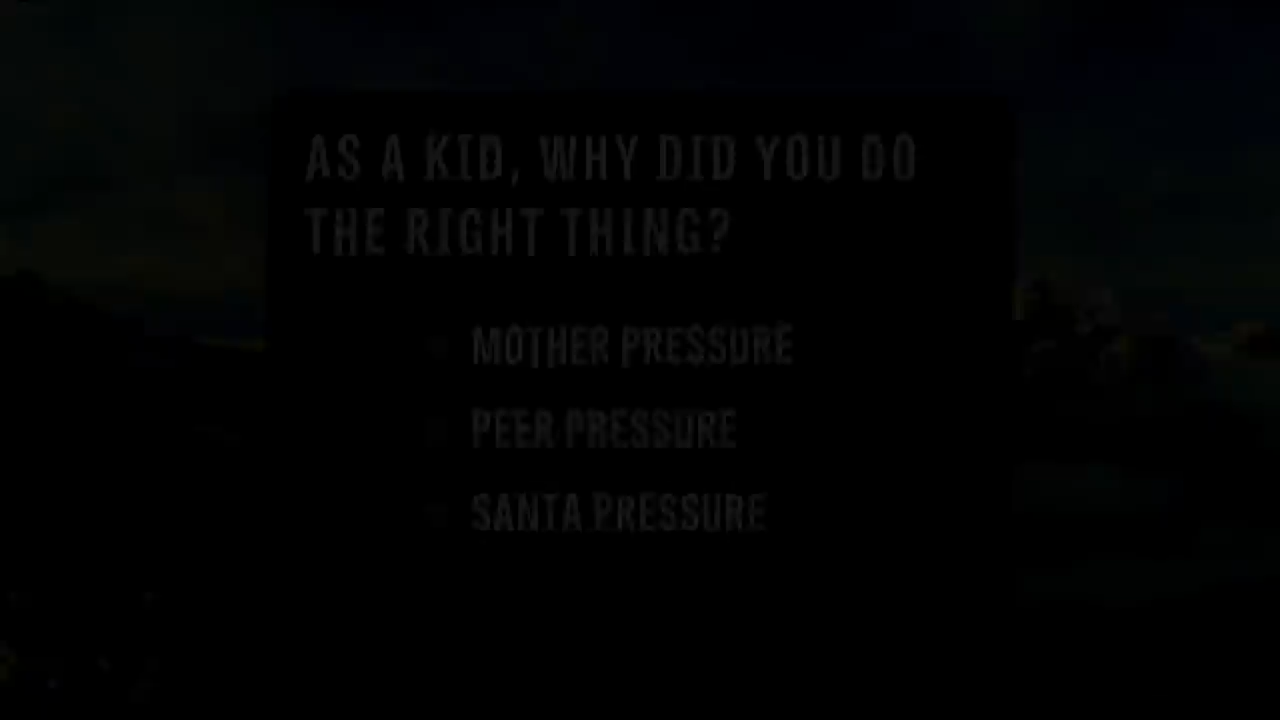 AS A KID, WHY DID YOU DO
THE RIGHT THING?
MOTHER PRESSURE
PEER PRESSURE
SANTA PRESSURE